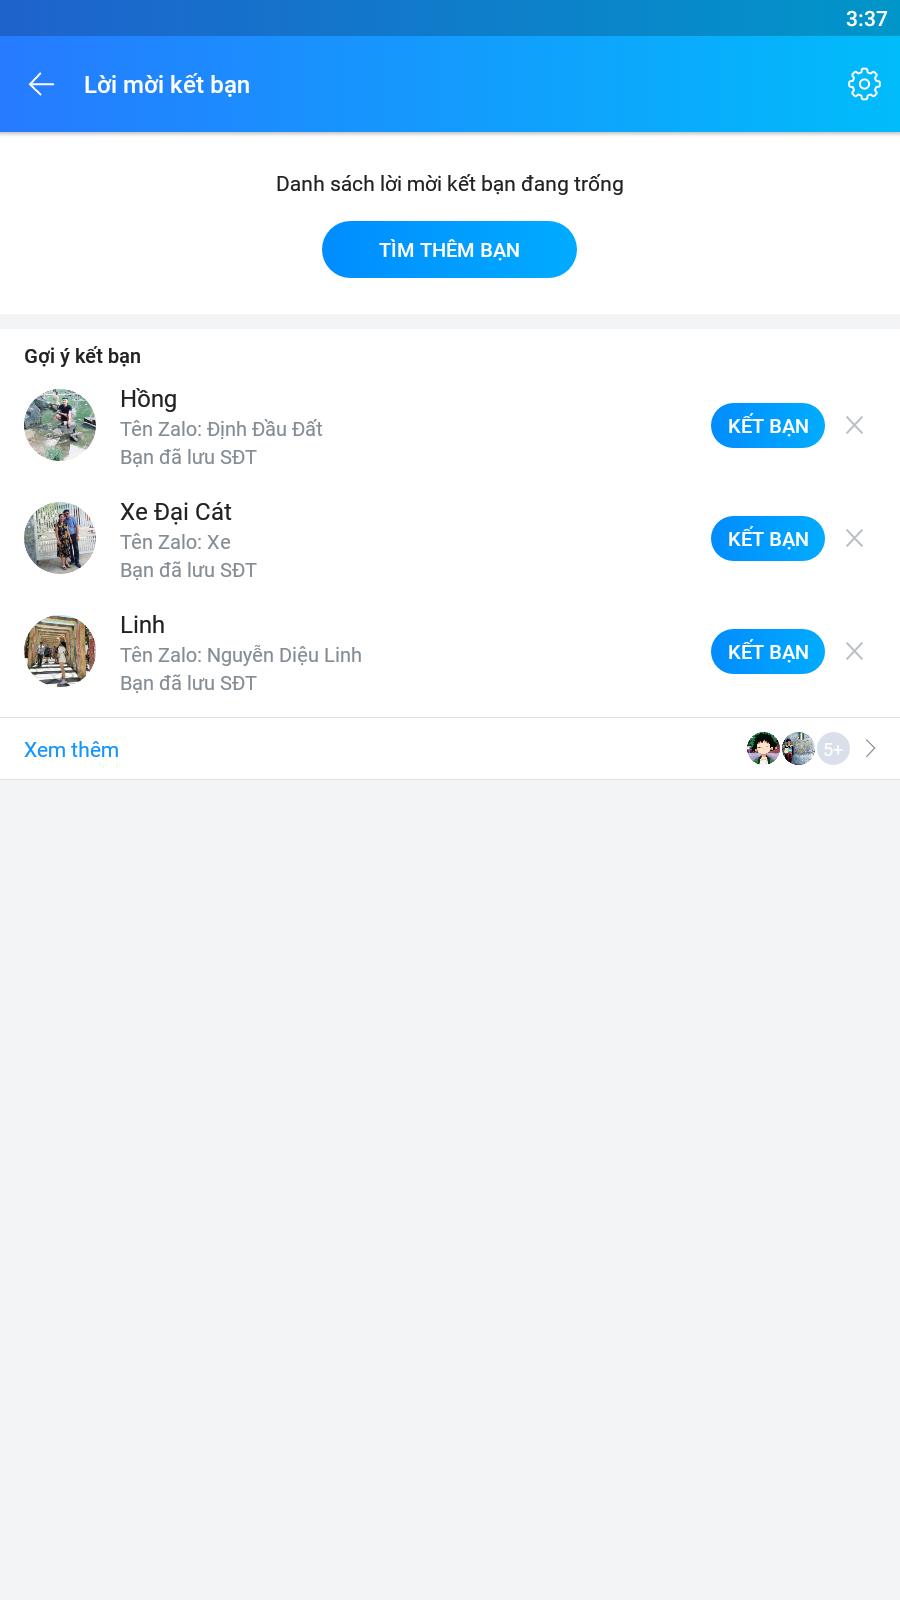 3:37
Lời mời kết bạn
Danh sách lời mời kết bạn đang trống
TÌM THÊM BẠN
Gợi ý kết bạn
Hồng
Tên Zalo: Định Đầu Đất
Bạn đã lưu SĐT
KẾT BẠN
Xe Đại Cát
Tên Zalo: Xe
Bạn đã lưu SĐT
KẾT BẠN
Linh
Tên Zalo: Nguyễn Diệu Linh
Bạn đã lưu SĐT
KẾT BẠN
Xem thêm
5+